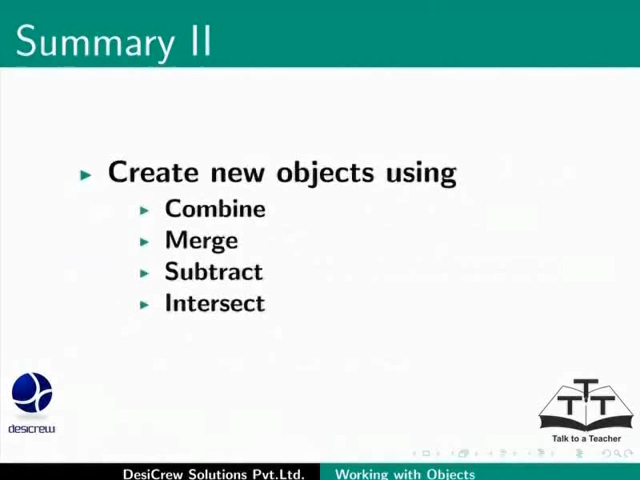 Summary II
Create new objects using
Combine
Merge
Subtract
Intersect
desicrew
TTT
Talk to a Teacher
DesiCrew Solutions Pvt.Ltd.
Working with Objects